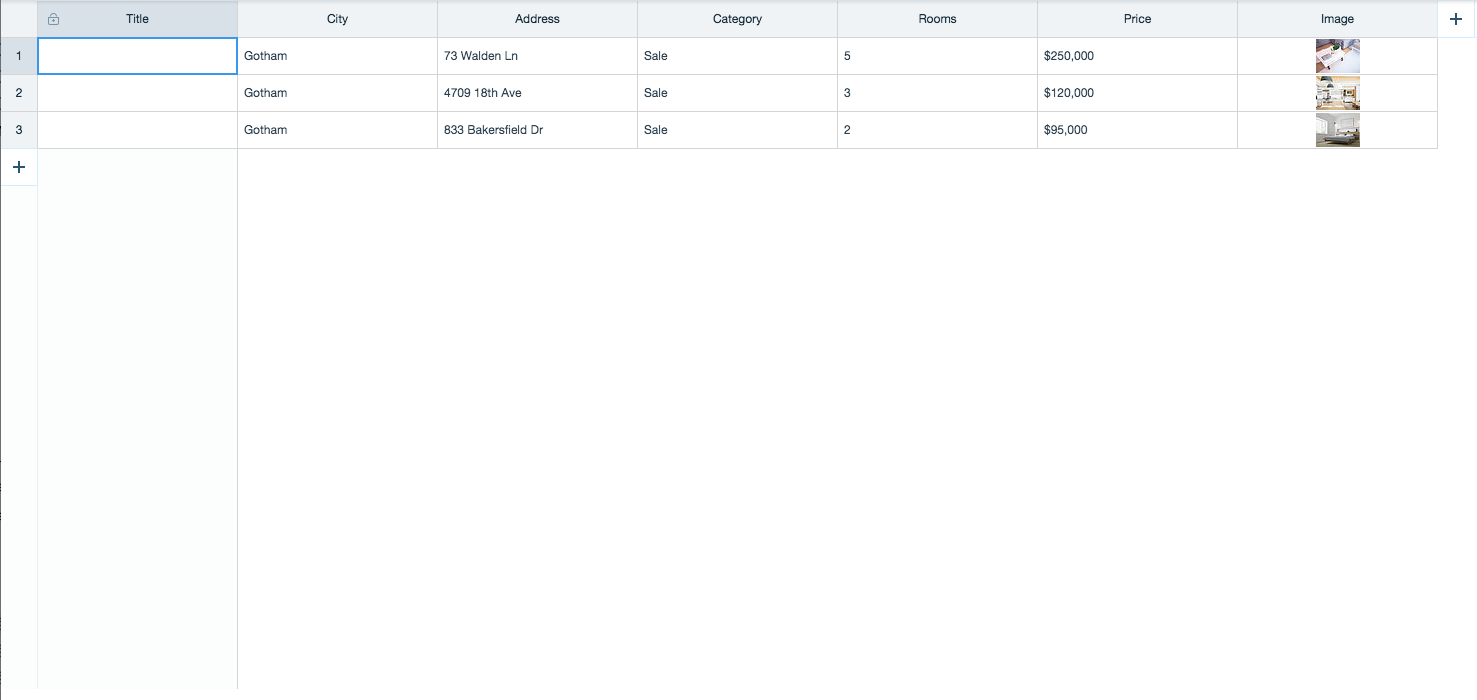 Title City Address Category Rooms Price Image +
1 Gotham 73 Walden Ln Sale 5 $250,000
2 Gotham 4709 18th Ave Sale 3 $120,000
3 Gotham 833 Bakersfield Dr Sale 2 $95,000
+